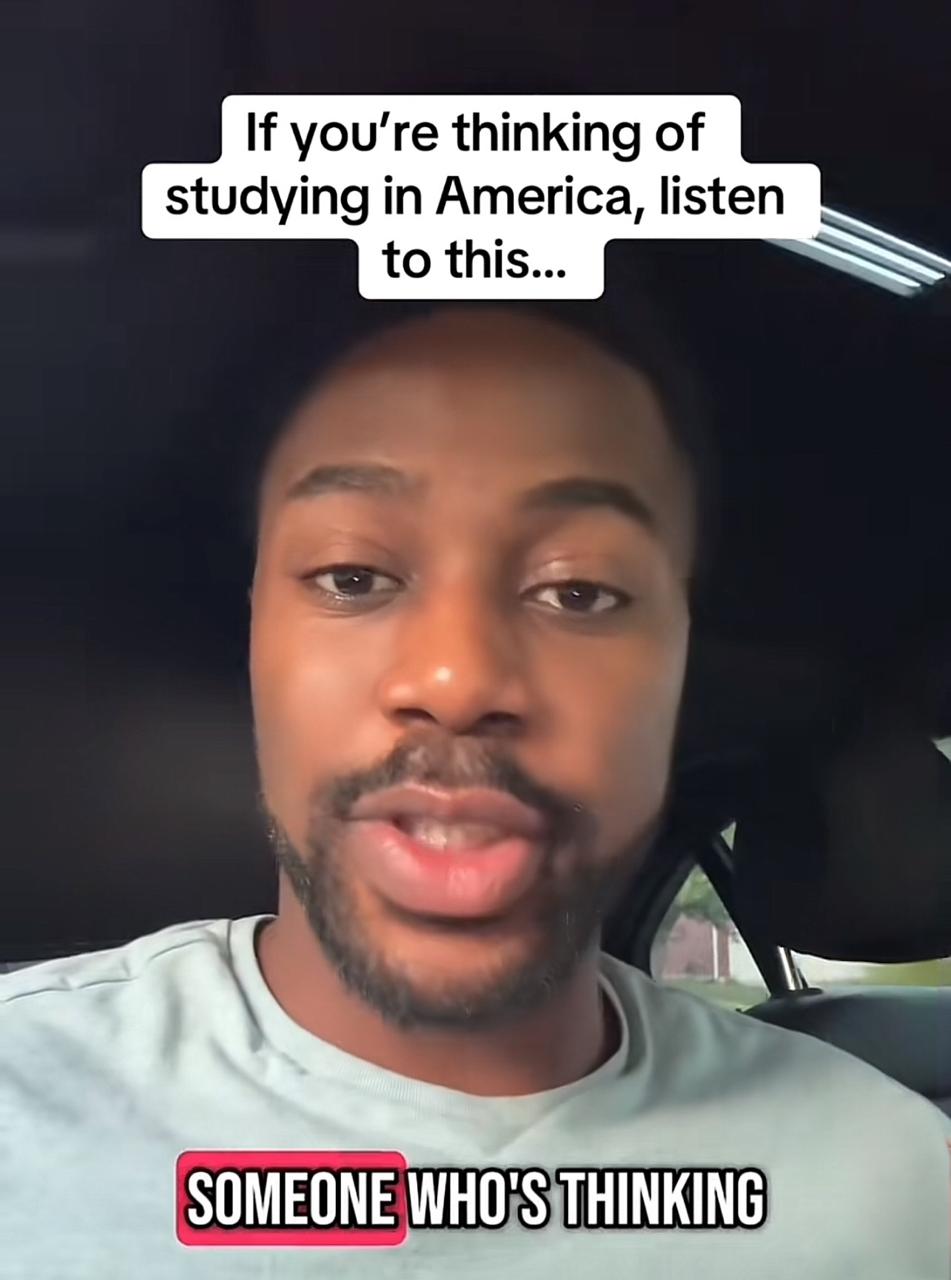 If you’re thinking of
studying in America, listen
to this...
SOMEONE WHO'S THINKING